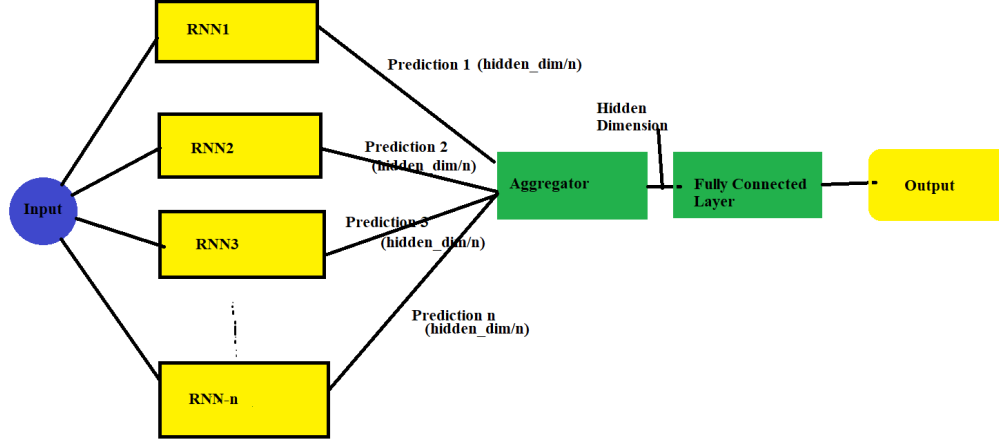 RNN1
Prediction 1 (hidden_dim/n)
Hidden
Dimension
RNN2
Prediction 2
(hidden_dim/n)
Aggregator
Fully Connected
Layer
Output
Input
RNN3
Prediction 3
(hidden_dim/n)
Prediction n
(hidden_dim/n)
RNN-n